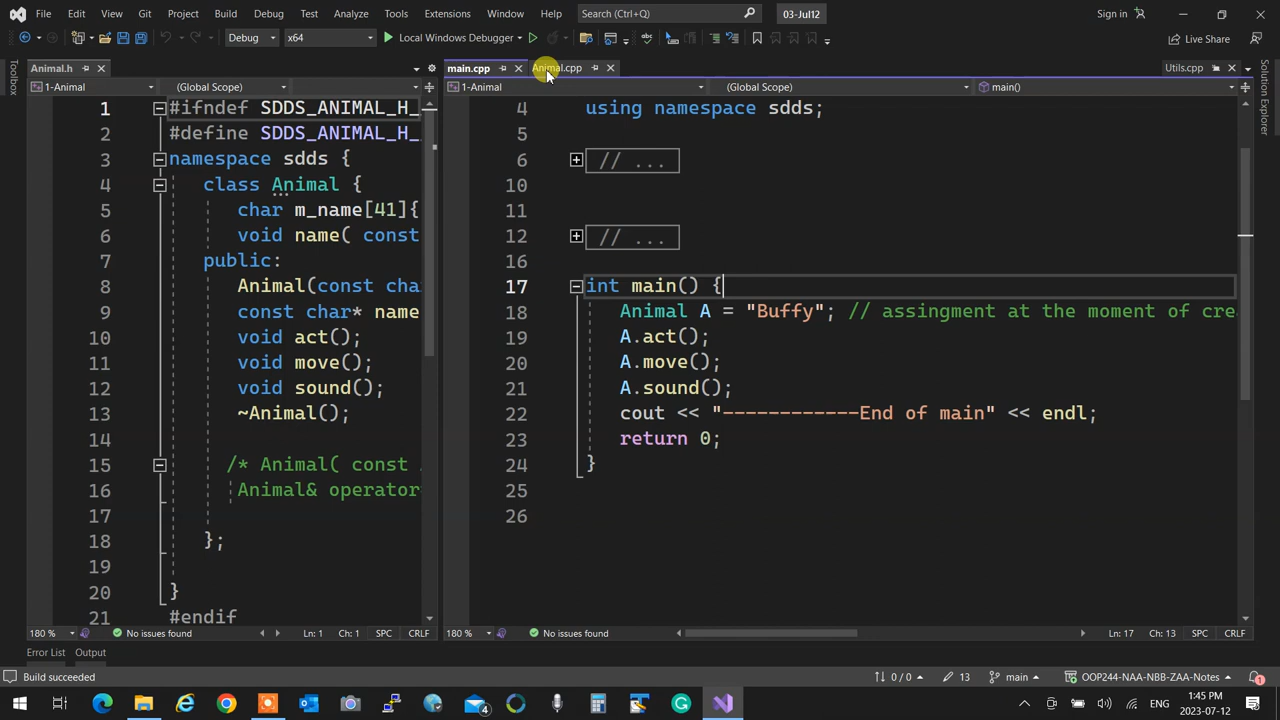 File Edit View Git Project Build Debug Test Analyze Tools Extensions Window Help Search (Ctrl+Q) 03-Jul12 Sign in
Debug x64 Local Windows Debugger Live Share
Toolbox
Animal.h
main.cpp Animal.cpp Utils.cpp
1-Animal (Global Scope)
1-Animal (Global Scope) main()
Solution Explorer
1 #ifndef SDDS_ANIMAL_H_
2 #define SDDS_ANIMAL_H_
3 namespace sdds {
4 class Animal {
5 char m_name[41]{
6 void name( const
7 public:
8 Animal(const cha
9 const char* name
10 void act();
11 void move();
12 void sound();
13 ~Animal();
14
15 /* Animal( const
16 Animal& operator
17
18 };
19
20 }
21 #endif
4 using namespace sdds;
5
6 // ...
10
11
12 // ...
16
17 int main() {
18 Animal A = "Buffy"; // assingment at the moment of cre
19 A.act();
20 A.move();
21 A.sound();
22 cout << "------------End of main" << endl;
23 return 0;
24 }
25
26
180 % No issues found Ln: 1 Ch: 1 SPC CRLF
180 % No issues found Ln: 17 Ch: 13 SPC CRLF
Error List Output
Build succeeded 0 / 0 13 main OOP244-NAA-NBB-ZAA-Notes 1
4
ENG 1:45 PM
2023-07-12